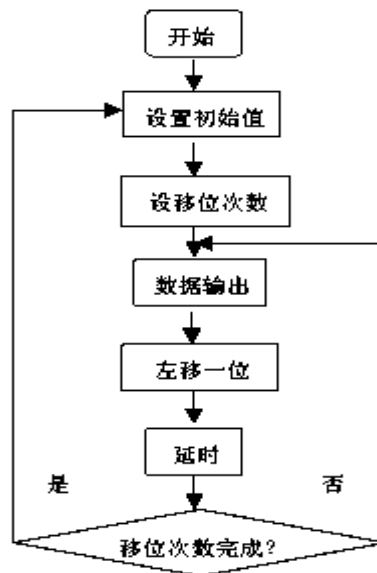 开始
设置初始值
设移位次数
数据输出
左移一位
延时
是
否
移位次数完成?